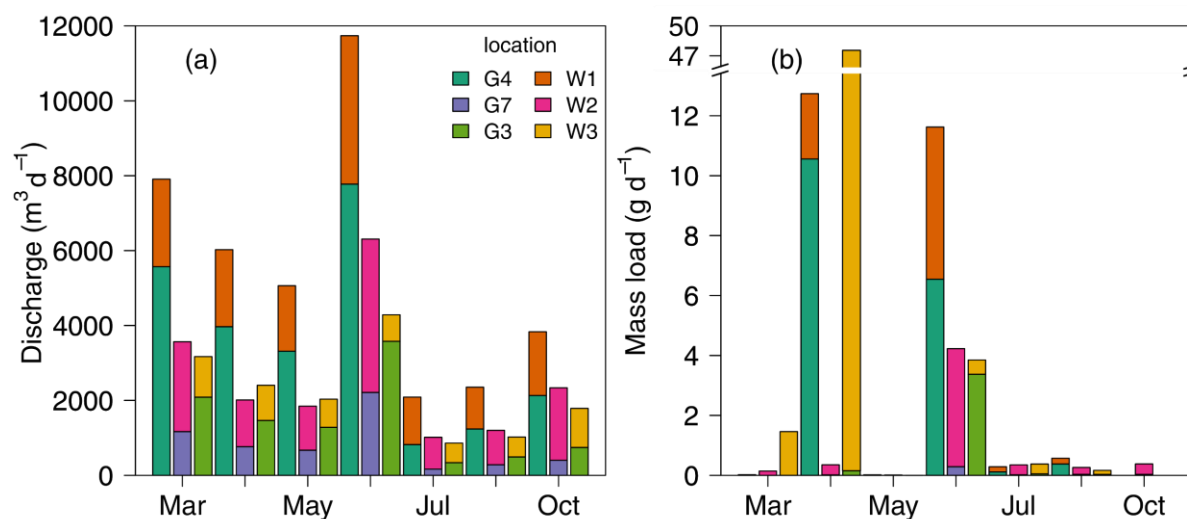 (a)
location
G4 W1
G7 W2
G3 W3
Discharge (m³ d⁻¹)
12000
10000
8000
6000
4000
2000
0
Mar May Jul Oct
(b)
Mass load (g d⁻¹)
50
47
12
10
8
6
4
2
0
Mar May Jul Oct